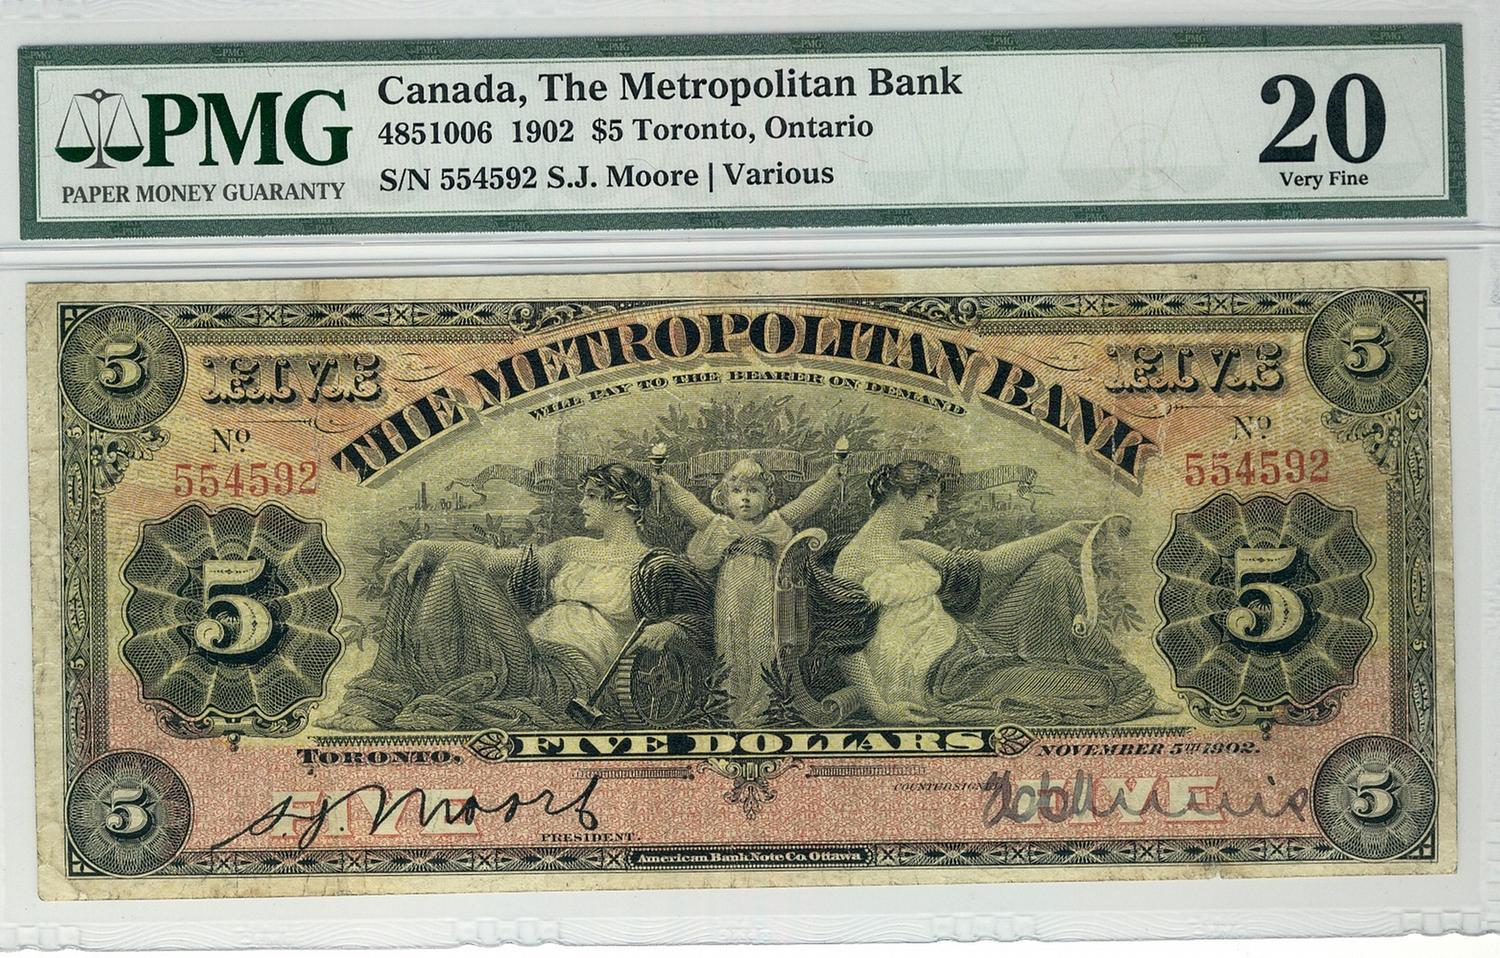 PMG
PAPER MONEY GUARANTY
Canada, The Metropolitan Bank
4851006 1902 $5 Toronto, Ontario
S/N 554592 S.J. Moore | Various
20
Very Fine
5
FIVE
THE METROPOLITAN BANK
FIVE
5
WILL PAY TO THE BEARER ON DEMAND
Nº
554592
Nº
554592
5
5
FIVE DOLLARS
TORONTO,
NOVEMBER 5TH 1902.
5
FIVE
S.J. Moore
PRESIDENT.
COUNTERSIGNED
FIVE
5
American Bank Note Co. Ottawa